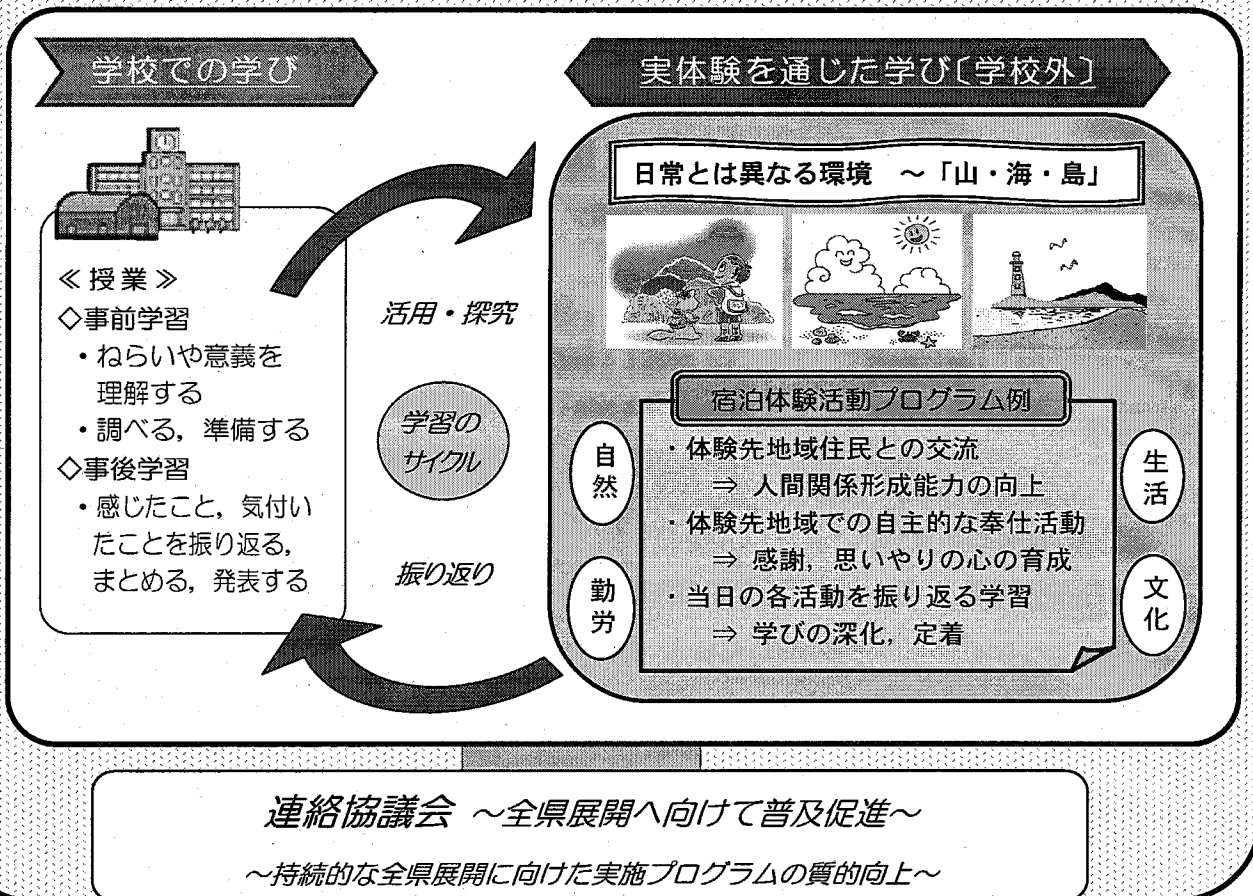 学校での学び
≪授業≫
◇事前学習
・ねらいや意義を
理解する
・調べる，準備する
◇事後学習
・感じたこと，気付い
たことを振り返る，
まとめる，発表する
活用・探究
学習の
サイクル
振り返り
実体験を通じた学び〔学校外〕
日常とは異なる環境　～「山・海・島」
宿泊体験活動プログラム例
自然
勤労
・体験先地域住民との交流
⇒ 人間関係形成能力の向上
・体験先地域での自主的な奉仕活動
⇒ 感謝，思いやりの心の育成
・当日の各活動を振り返る学習
⇒ 学びの深化，定着
生活
文化
連絡協議会 ～全県展開へ向けて普及促進～
～持続的な全県展開に向けた実施プログラムの質的向上～